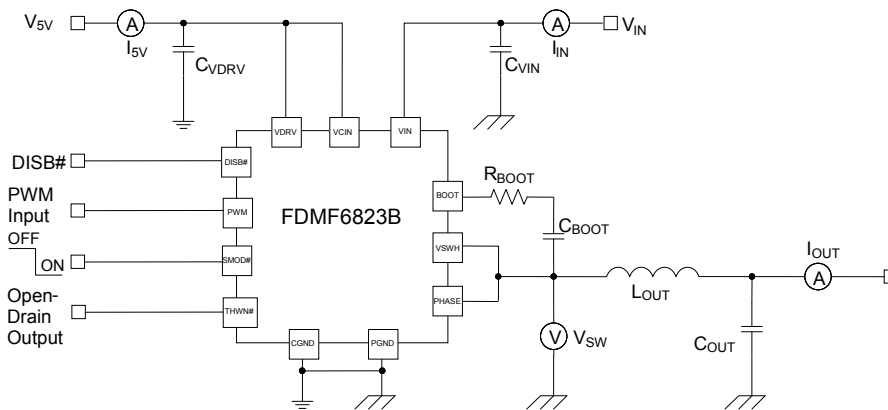 V5V
A
I5V
CVDRV
A
IIN
VIN
CVIN
VDRV
VCIN
VIN
DISB#
DISB#
PWM
Input
PWM
OFF
ON
SMOD#
Open-
Drain
Output
THWN#
FDMF6823B
BOOT
RBOOT
CBOOT
VSWH
PHASE
CGND
PGND
V
VSW
LOUT
IOUT
A
COUT